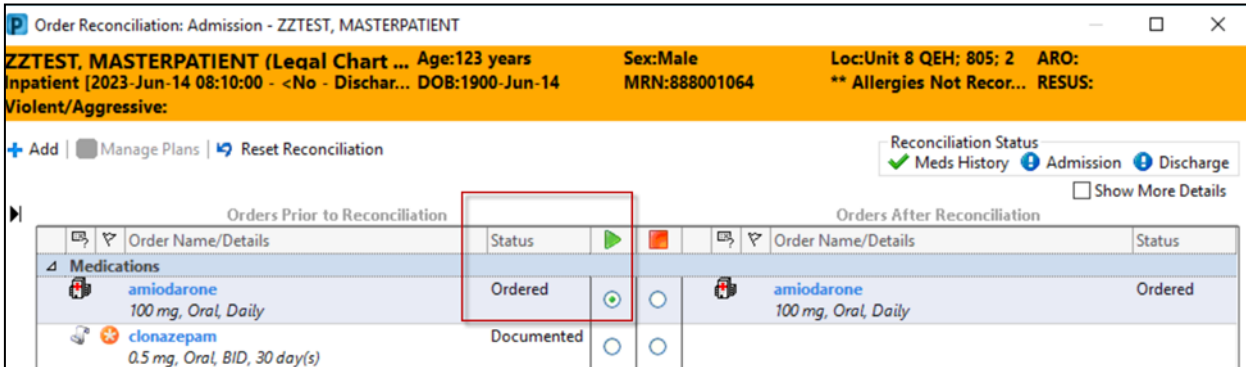 Order Reconciliation: Admission - ZZTEST, MASTERPATIENT
ZZTEST, MASTERPATIENT (Legal Chart ... Age:123 years Sex:Male Loc:Unit 8 QEH; 805; 2 ARO:
Inpatient [2023-Jun-14 08:10:00 - <No - Dischar... DOB:1900-Jun-14 MRN:888001064 ** Allergies Not Recor... RESUS:
Violent/Aggressive:
Add | Manage Plans | Reset Reconciliation
Reconciliation Status
Meds History Admission Discharge
Show More Details
Orders Prior to Reconciliation Orders After Reconciliation
Order Name/Details Status Order Name/Details Status
Medications
amiodarone Ordered amiodarone Ordered
100 mg, Oral, Daily 100 mg, Oral, Daily
clonazepam Documented
0.5 mg, Oral, BID, 30 day(s)